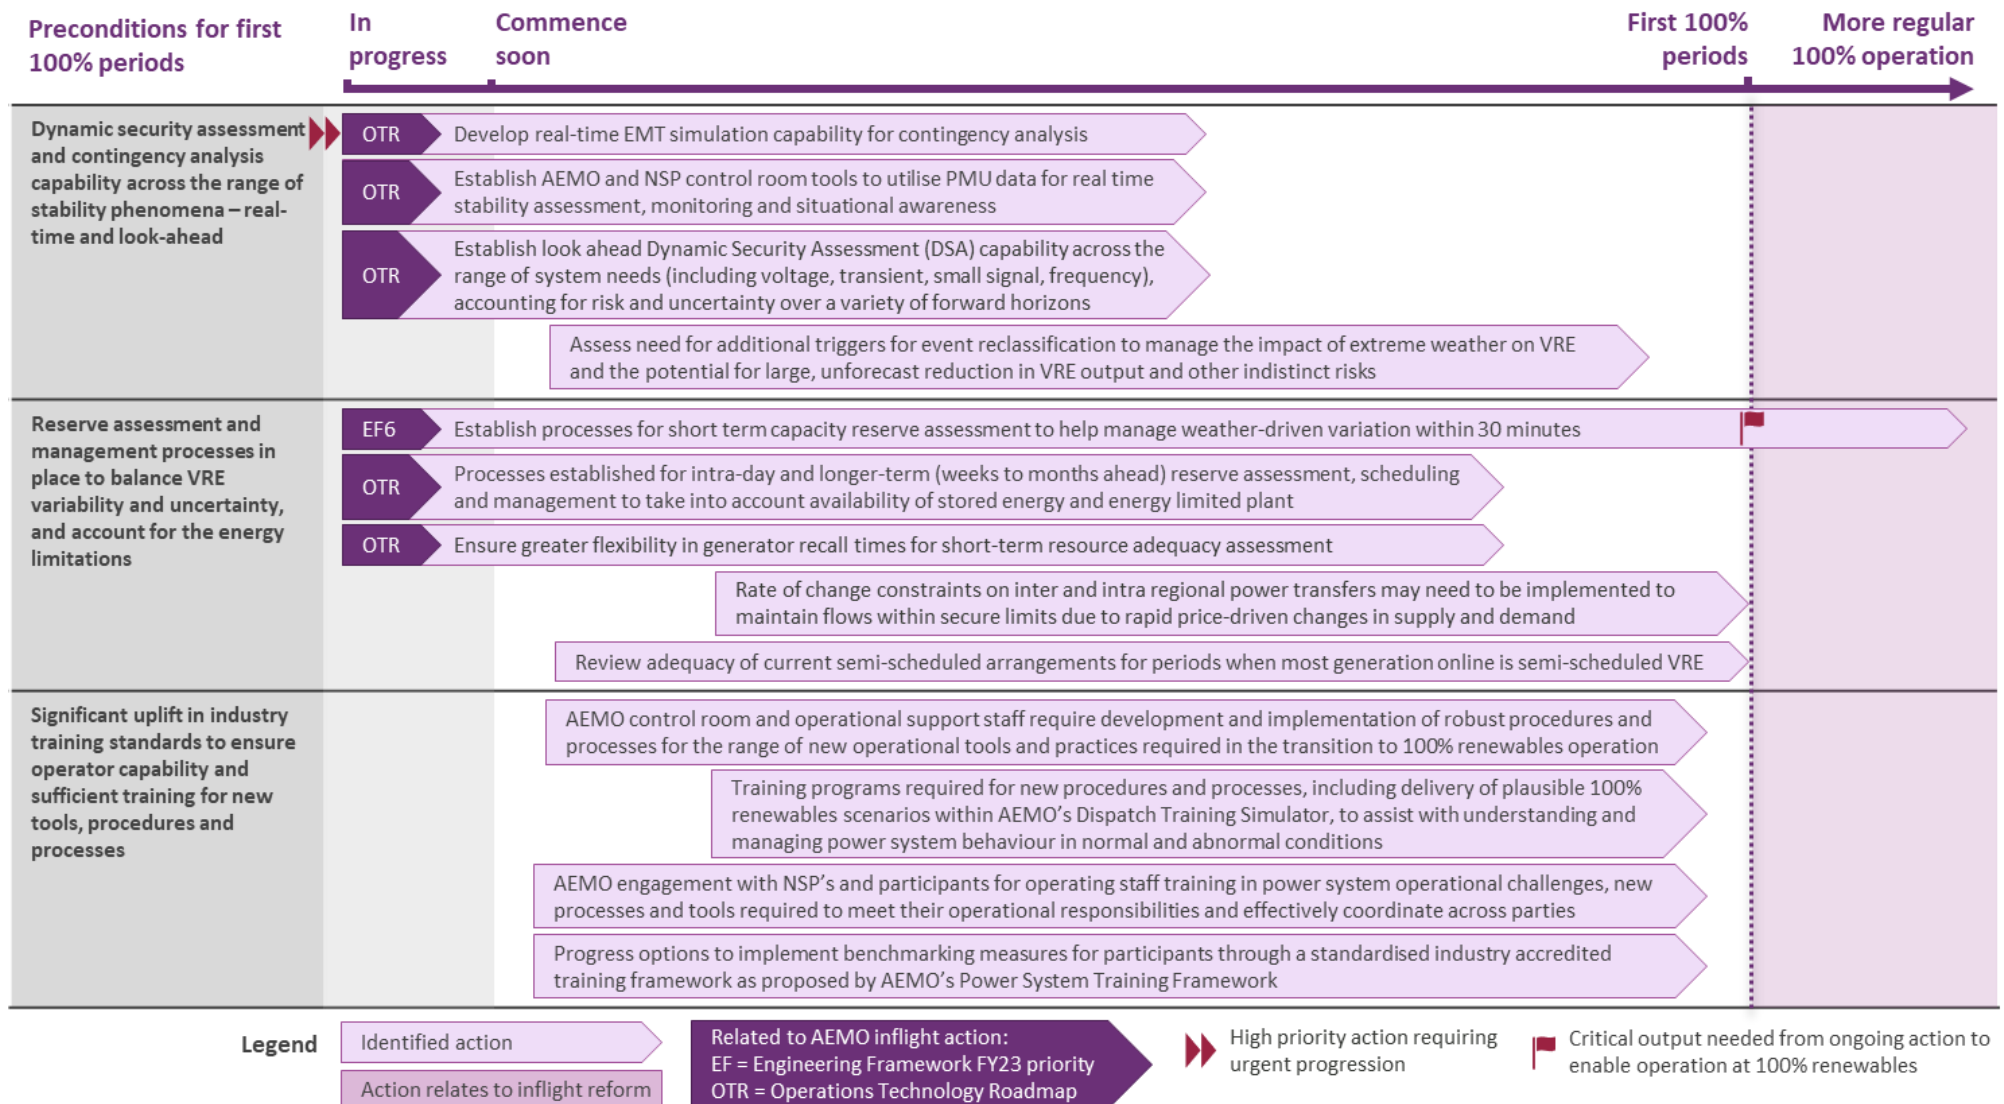 Preconditions for first
100% periods
In
progress
Commence
soon
First 100%
periods
More regular
100% operation
Dynamic security assessment
and contingency analysis
capability across the range of
stability phenomena – real-
time and look-ahead
OTR
Develop real-time EMT simulation capability for contingency analysis
OTR
Establish AEMO and NSP control room tools to utilise PMU data for real time
stability assessment, monitoring and situational awareness
OTR
Establish look ahead Dynamic Security Assessment (DSA) capability across the
range of system needs (including voltage, transient, small signal, frequency),
accounting for risk and uncertainty over a variety of forward horizons
Assess need for additional triggers for event reclassification to manage the impact of extreme weather on VRE
and the potential for large, unforecast reduction in VRE output and other indistinct risks
Reserve assessment and
management processes in
place to balance VRE
variability and uncertainty,
and account for the energy
limitations
EF6
Establish processes for short term capacity reserve assessment to help manage weather-driven variation within 30 minutes
OTR
Processes established for intra-day and longer-term (weeks to months ahead) reserve assessment, scheduling
and management to take into account availability of stored energy and energy limited plant
OTR
Ensure greater flexibility in generator recall times for short-term resource adequacy assessment
Rate of change constraints on inter and intra regional power transfers may need to be implemented to
maintain flows within secure limits due to rapid price-driven changes in supply and demand
Review adequacy of current semi-scheduled arrangements for periods when most generation online is semi-scheduled VRE
Significant uplift in industry
training standards to ensure
operator capability and
sufficient training for new
tools, procedures and
processes
AEMO control room and operational support staff require development and implementation of robust procedures and
processes for the range of new operational tools and practices required in the transition to 100% renewables operation
Training programs required for new procedures and processes, including delivery of plausible 100%
renewables scenarios within AEMO's Dispatch Training Simulator, to assist with understanding and
managing power system behaviour in normal and abnormal conditions
AEMO engagement with NSP's and participants for operating staff training in power system operational challenges, new
processes and tools required to meet their operational responsibilities and effectively coordinate across parties
Progress options to implement benchmarking measures for participants through a standardised industry accredited
training framework as proposed by AEMO's Power System Training Framework
Legend
Identified action
Action relates to inflight reform
Related to AEMO inflight action:
EF = Engineering Framework FY23 priority
OTR = Operations Technology Roadmap
High priority action requiring
urgent progression
Critical output needed from ongoing action to
enable operation at 100% renewables